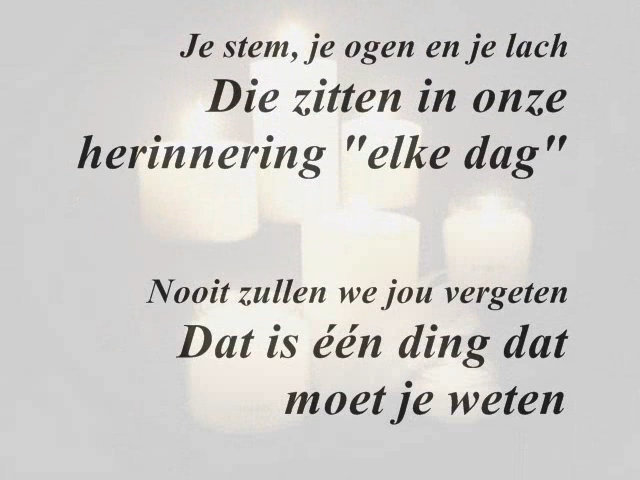 Je stem, je ogen en je lach
Die zitten in onze
herinnering "elke dag"
Nooit zullen we jou vergeten
Dat is één ding dat
moet je weten